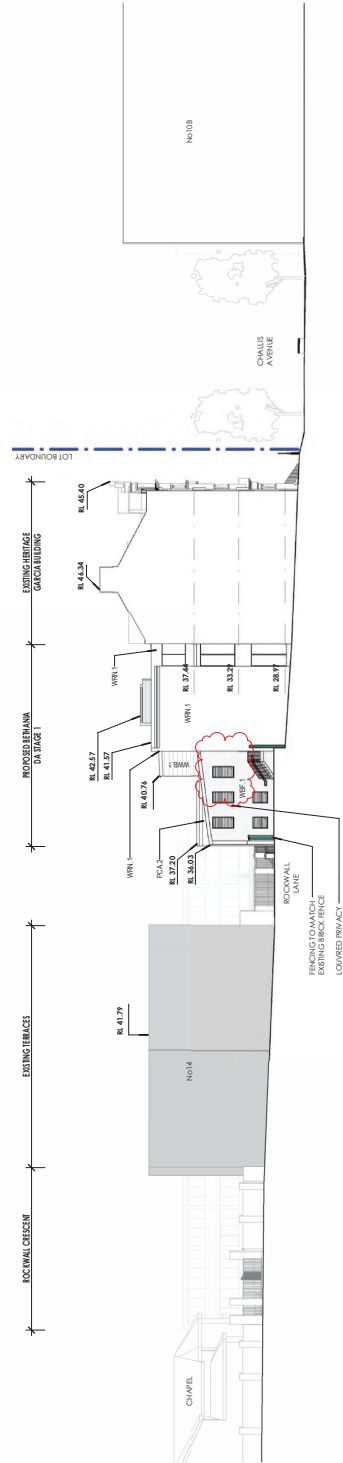 ROCKWALL CRESCENT
EXISTING TERRACES
PROPOSED BETHANIA
DA STAGE 1
EXISTING HERITAGE
GARCIA BUILDING
LOT BOUNDARY
RL 41.79
RL 42.57
RL 41.57
RL 46.34
RL 45.40
WRN.1
WRN.1
RL 40.76
PCA.2
RL 37.20
RL 36.03
WWB.1
WRN.1
WBF.1
RL 37.44
RL 33.29
RL 28.97
CHAPEL
No14
ROCKWALL
LANE
FENCING TO MATCH
EXISTING BRICK FENCE
LOUVRED PRIVACY
CHALLIS
AVENUE
No108